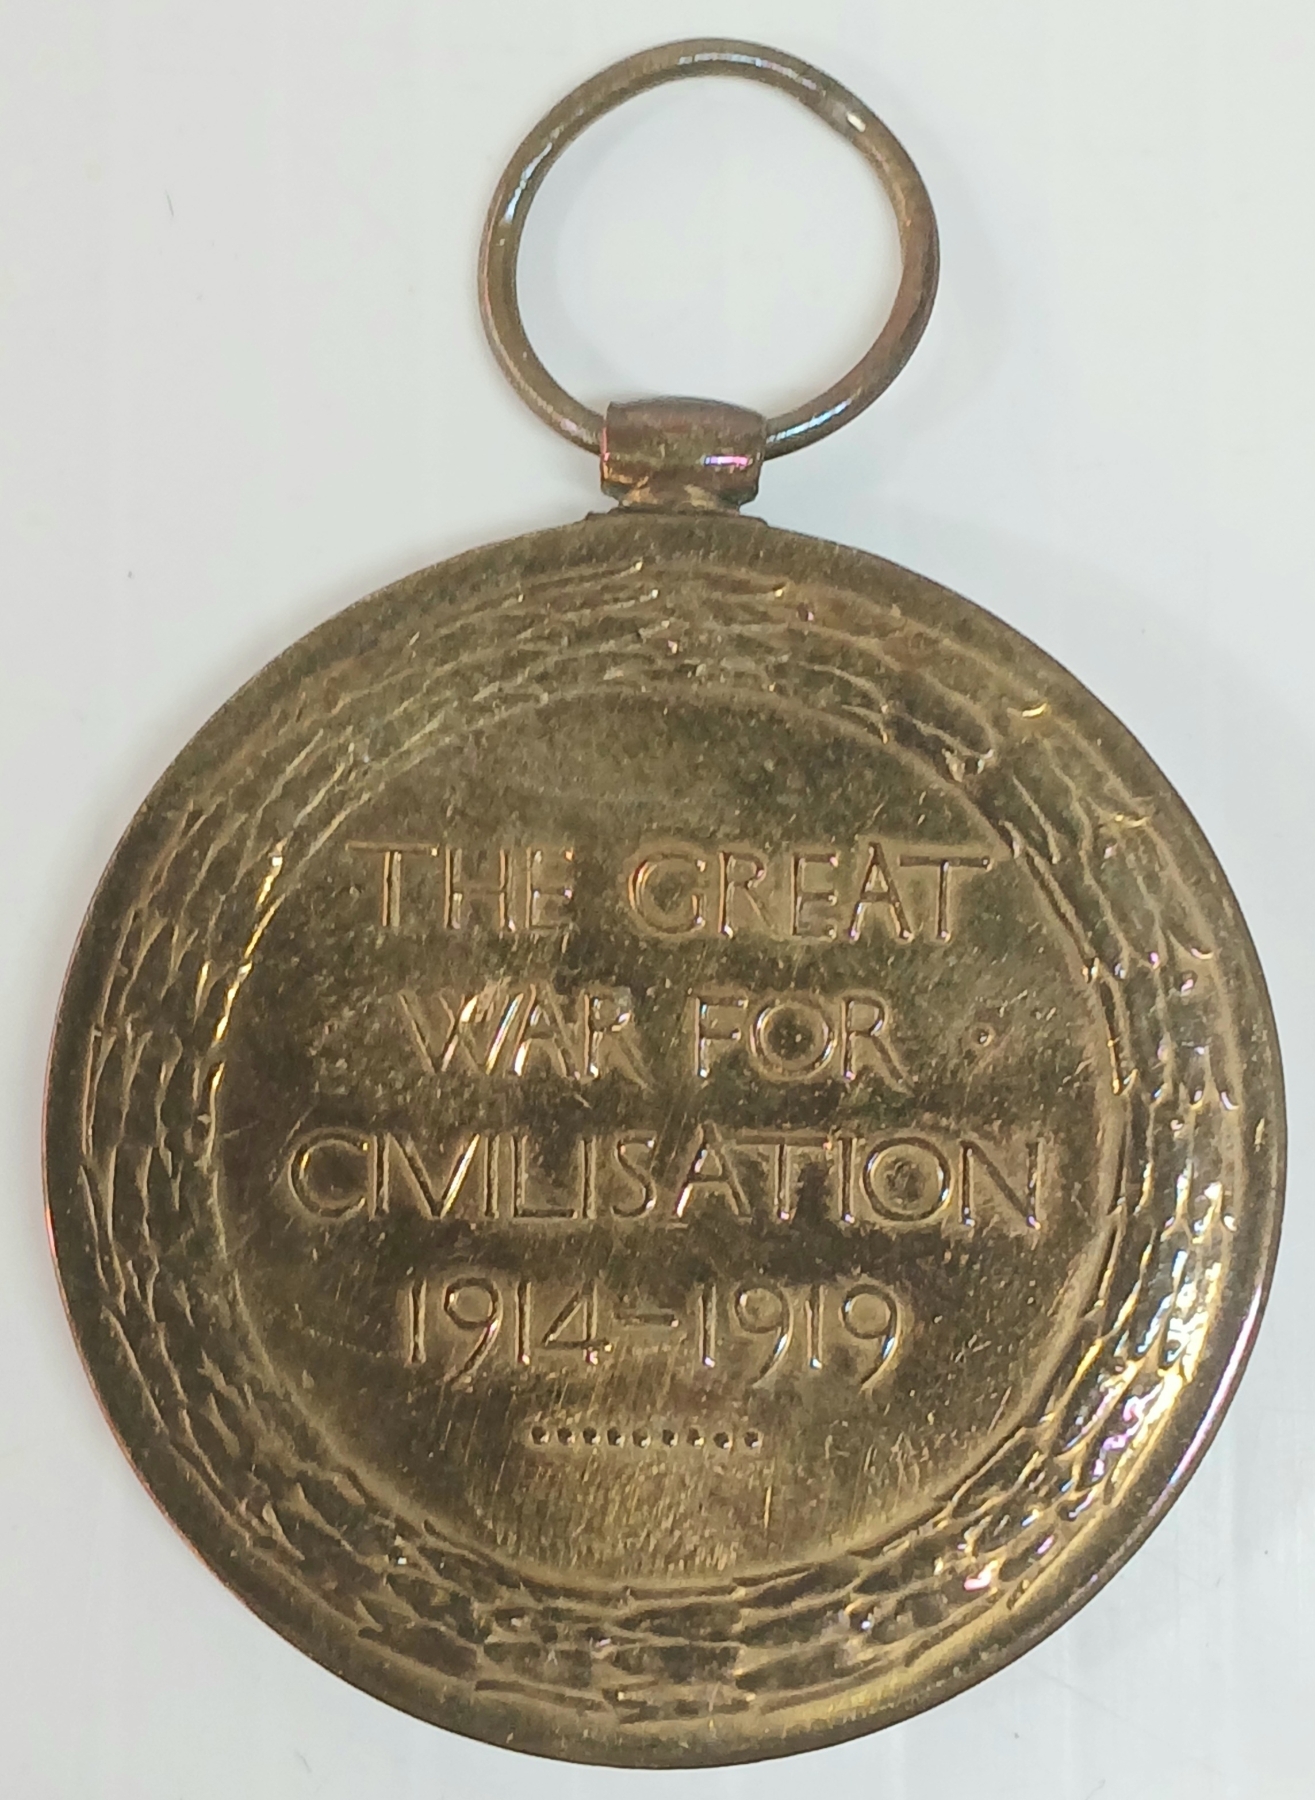 THE GREAT
WAR FOR
CIVILISATION
1914-1919